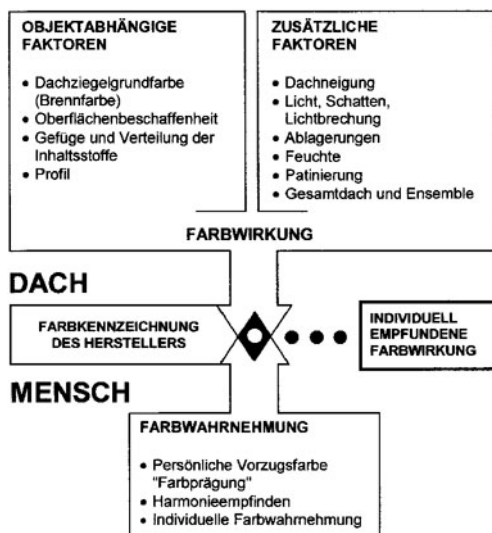 OBJEKTABHÄNGIGE
FAKTOREN
• Dachziegelgrundfarbe
(Brennfarbe)
• Oberflächenbeschaffenheit
• Gefüge und Verteilung der
Inhaltsstoffe
• Profil
ZUSÄTZLICHE
FAKTOREN
• Dachneigung
• Licht, Schatten,
Lichtbrechung
• Ablagerungen
• Feuchte
• Patinierung
• Gesamtdach und Ensemble
FARBWIRKUNG
DACH
FARBKENNZEICHNUNG
DES HERSTELLERS
INDIVIDUELL
EMPFUNDENE
FARBWIRKUNG
MENSCH
FARBWAHRNEHMUNG
• Persönliche Vorzugsfarbe
"Farbprägung"
• Harmonieempfinden
• Individuelle Farbwahrnehmung